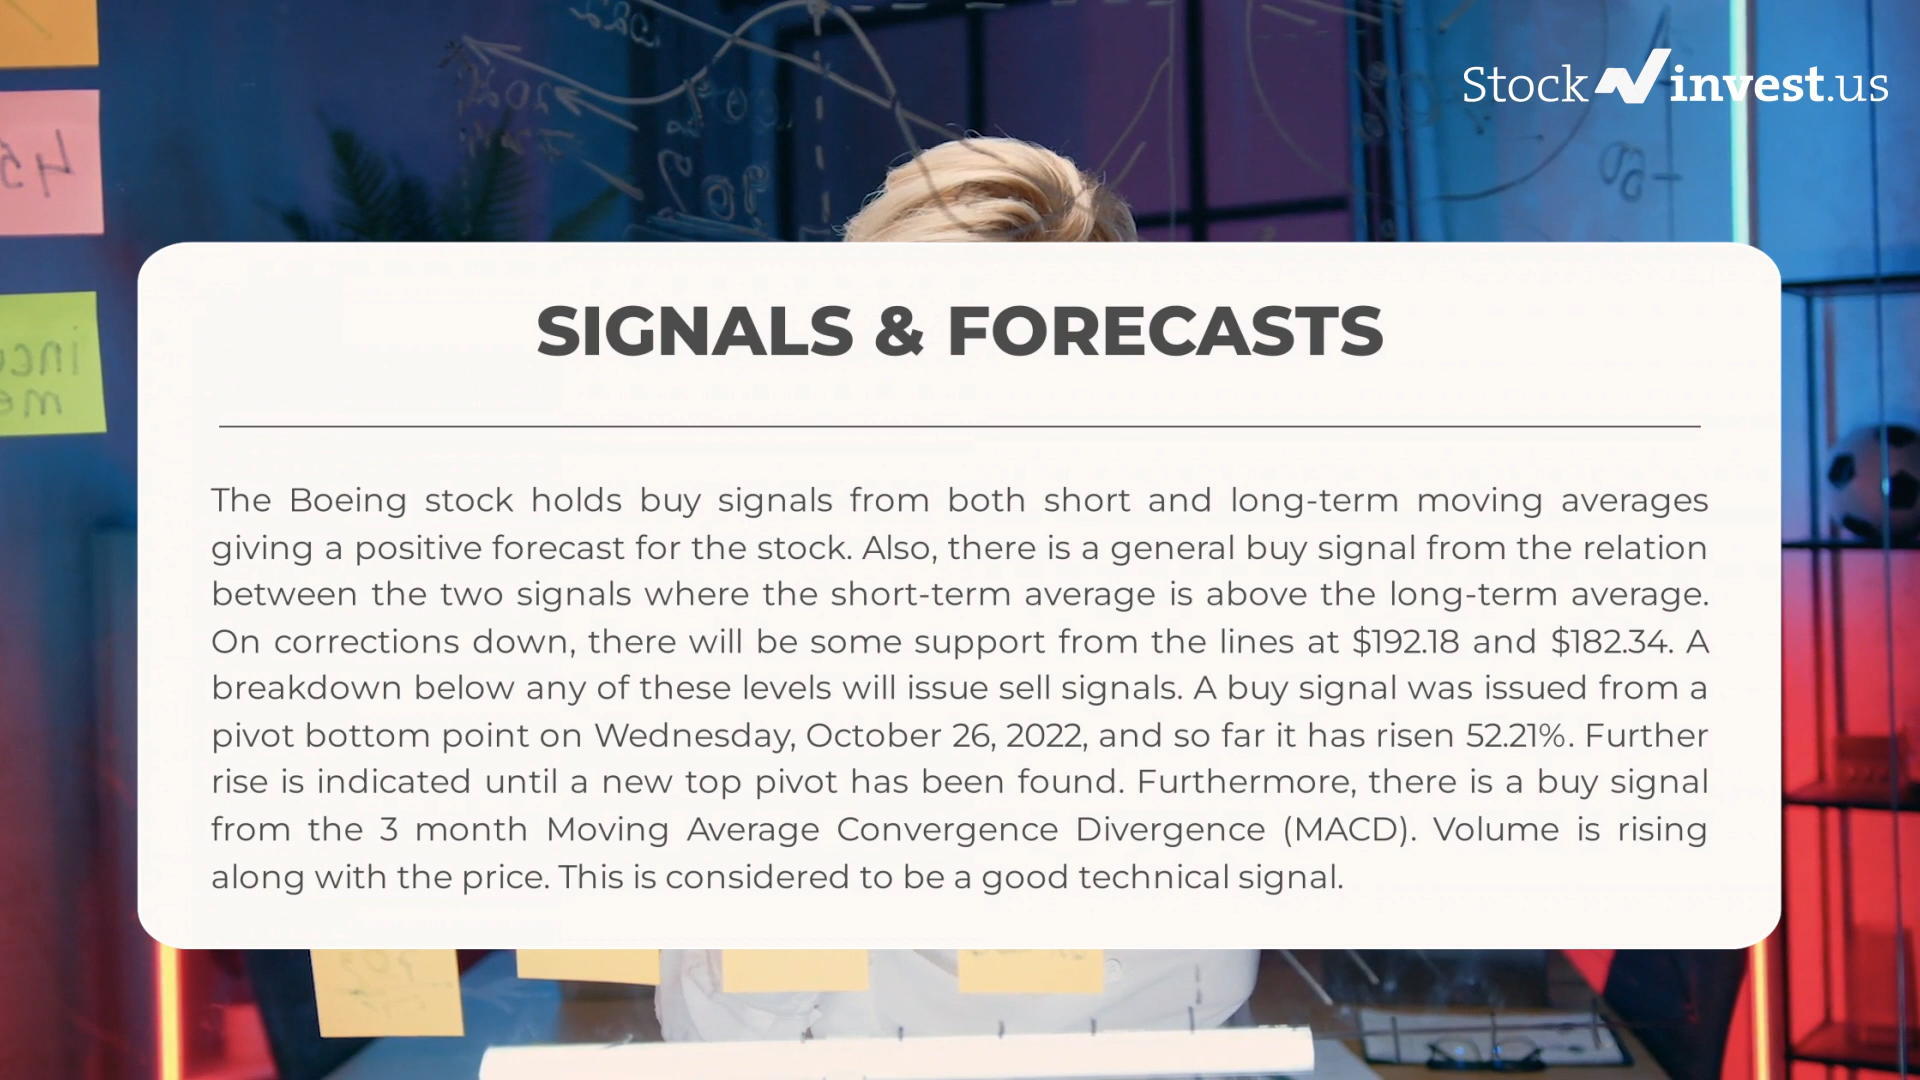 Stock invest.us
SIGNALS & FORECASTS
The Boeing stock holds buy signals from both short and long-term moving averages
giving a positive forecast for the stock. Also, there is a general buy signal from the relation
between the two signals where the short-term average is above the long-term average.
On corrections down, there will be some support from the lines at $192.18 and $182.34. A
breakdown below any of these levels will issue sell signals. A buy signal was issued from a
pivot bottom point on Wednesday, October 26, 2022, and so far it has risen 52.21%. Further
rise is indicated until a new top pivot has been found. Furthermore, there is a buy signal
from the 3 month Moving Average Convergence Divergence (MACD). Volume is rising
along with the price. This is considered to be a good technical signal.